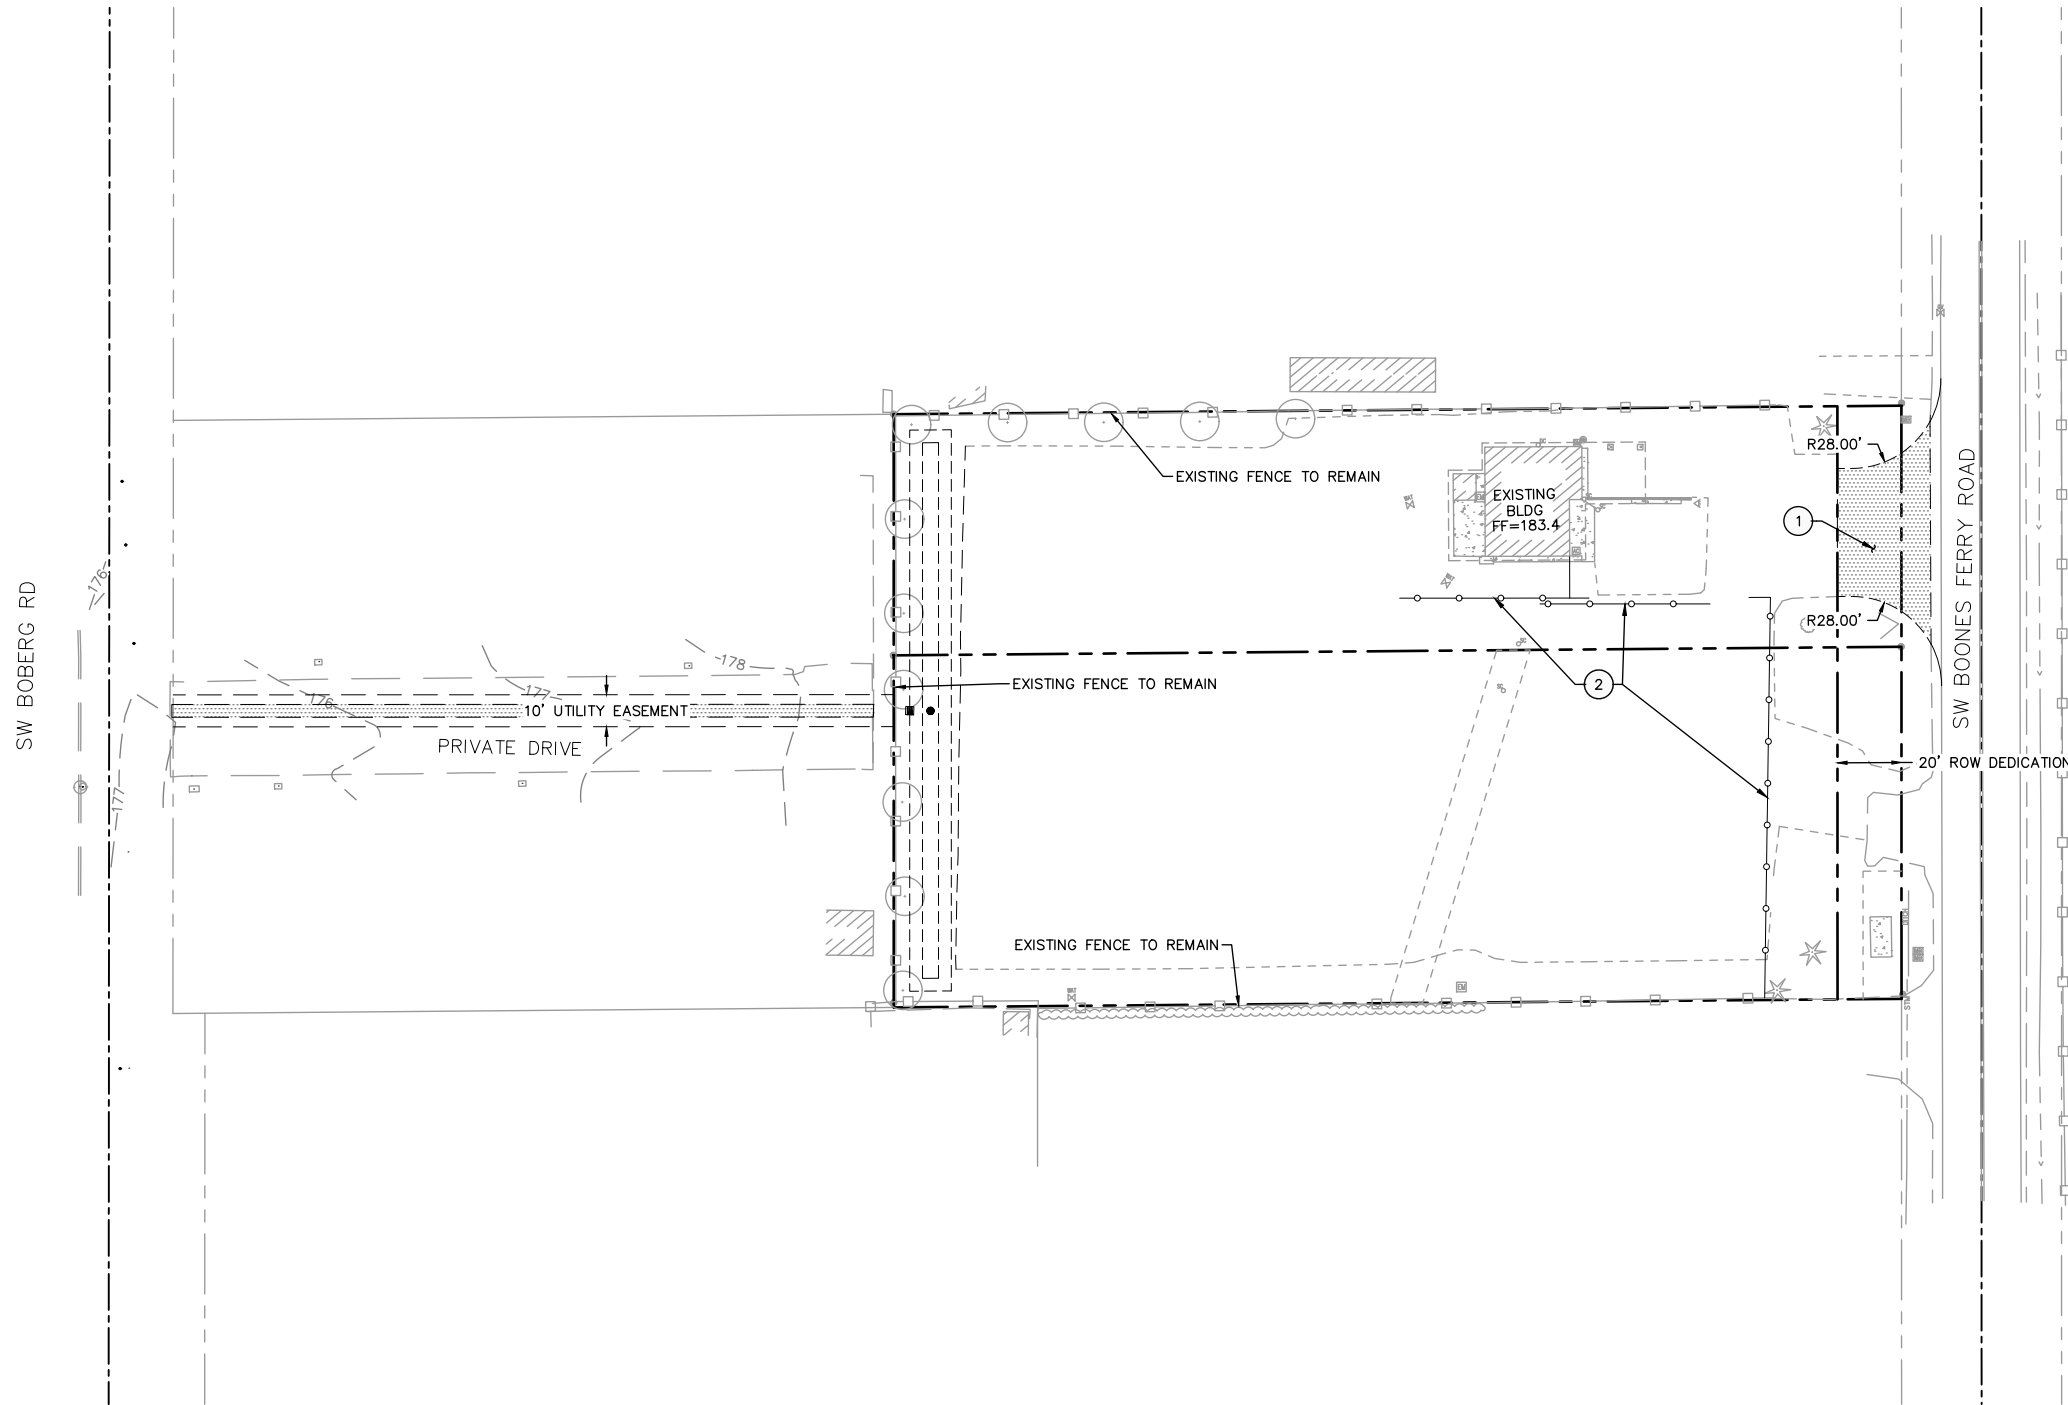 EXISTING FENCE TO REMAIN
R28.00'
EXISTING
BLDG
FF=183.4
1
SW BOONES FERRY ROAD
SW BOBERG RD
176
R28.00'
178
177
176
EXISTING FENCE TO REMAIN
2
10' UTILITY EASEMENT
PRIVATE DRIVE
20' ROW DEDICATION
177
EXISTING FENCE TO REMAIN